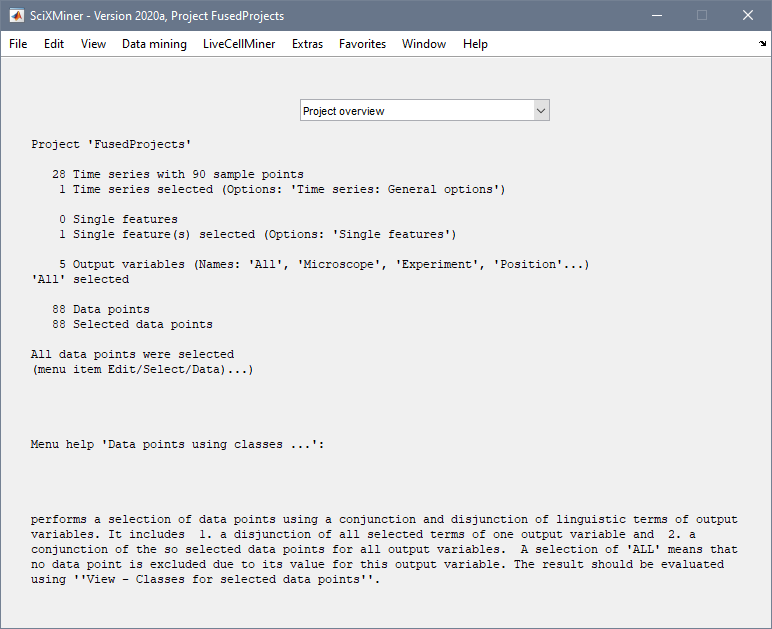 SciXMiner - Version 2020a, Project FusedProjects
File Edit View Data mining LiveCellMiner Extras Favorites Window Help
Project overview
Project 'FusedProjects'
28 Time series with 90 sample points
1 Time series selected (Options: 'Time series: General options')
0 Single features
1 Single feature(s) selected (Options: 'Single features')
5 Output variables (Names: 'All', 'Microscope', 'Experiment', 'Position'...)
'All' selected
88 Data points
88 Selected data points
All data points were selected
(menu item Edit/Select/Data)...)
Menu help 'Data points using classes ...':
performs a selection of data points using a conjunction and disjunction of linguistic terms of output
variables. It includes  1. a disjunction of all selected terms of one output variable and  2. a
conjunction of the so selected data points for all output variables.  A selection of 'ALL' means that
no data point is excluded due to its value for this output variable. The result should be evaluated
using ''View - Classes for selected data points''.